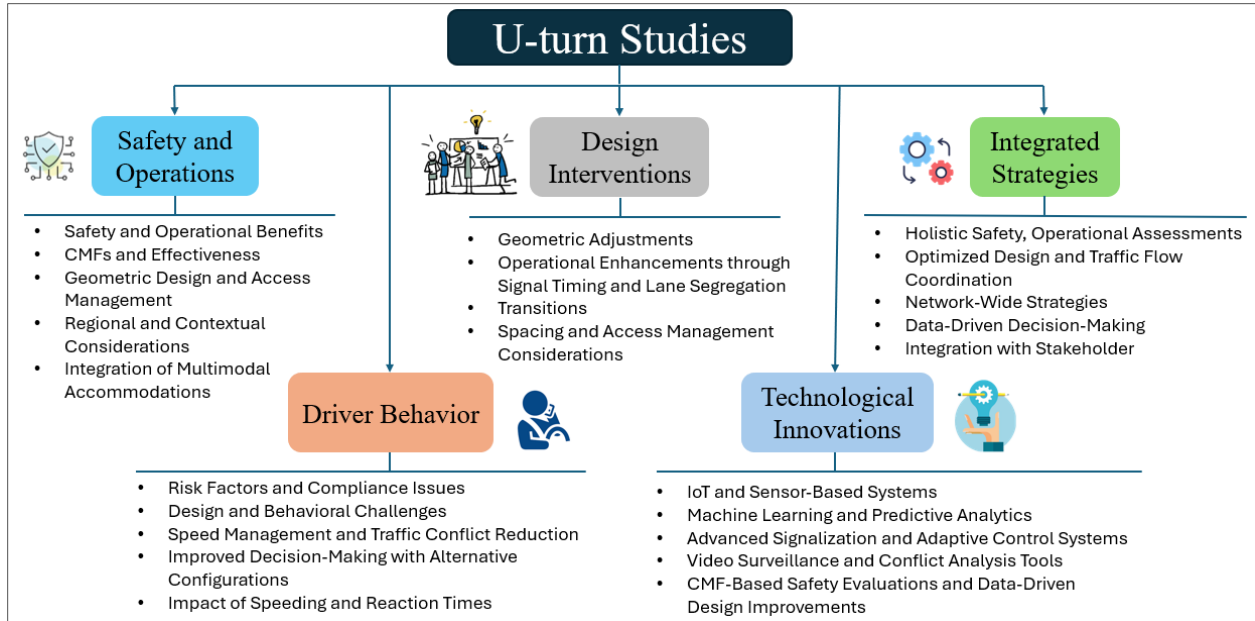 U-turn Studies
Safety and
Operations
• Safety and Operational Benefits
• CMFs and Effectiveness
• Geometric Design and Access
Management
• Regional and Contextual
Considerations
• Integration of Multimodal
Accommodations
Design
Interventions
• Geometric Adjustments
• Operational Enhancements through
Signal Timing and Lane Segregation
• Transitions
• Spacing and Access Management
Considerations
Integrated
Strategies
• Holistic Safety, Operational Assessments
• Optimized Design and Traffic Flow
Coordination
• Network-Wide Strategies
• Data-Driven Decision-Making
• Integration with Stakeholder
Driver Behavior
• Risk Factors and Compliance Issues
• Design and Behavioral Challenges
• Speed Management and Traffic Conflict Reduction
• Improved Decision-Making with Alternative
Configurations
• Impact of Speeding and Reaction Times
Technological
Innovations
• IoT and Sensor-Based Systems
• Machine Learning and Predictive Analytics
• Advanced Signalization and Adaptive Control Systems
• Video Surveillance and Conflict Analysis Tools
• CMF-Based Safety Evaluations and Data-Driven
Design Improvements